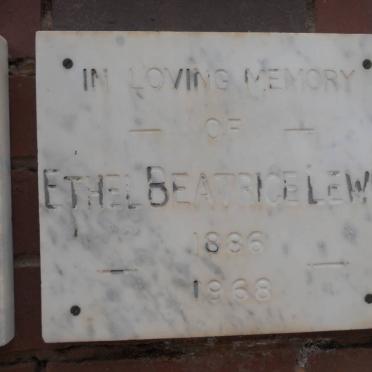 IN LOVING MEMORY
— OF —
ETHEL BEATRICE LEW
1886
— 1968 —